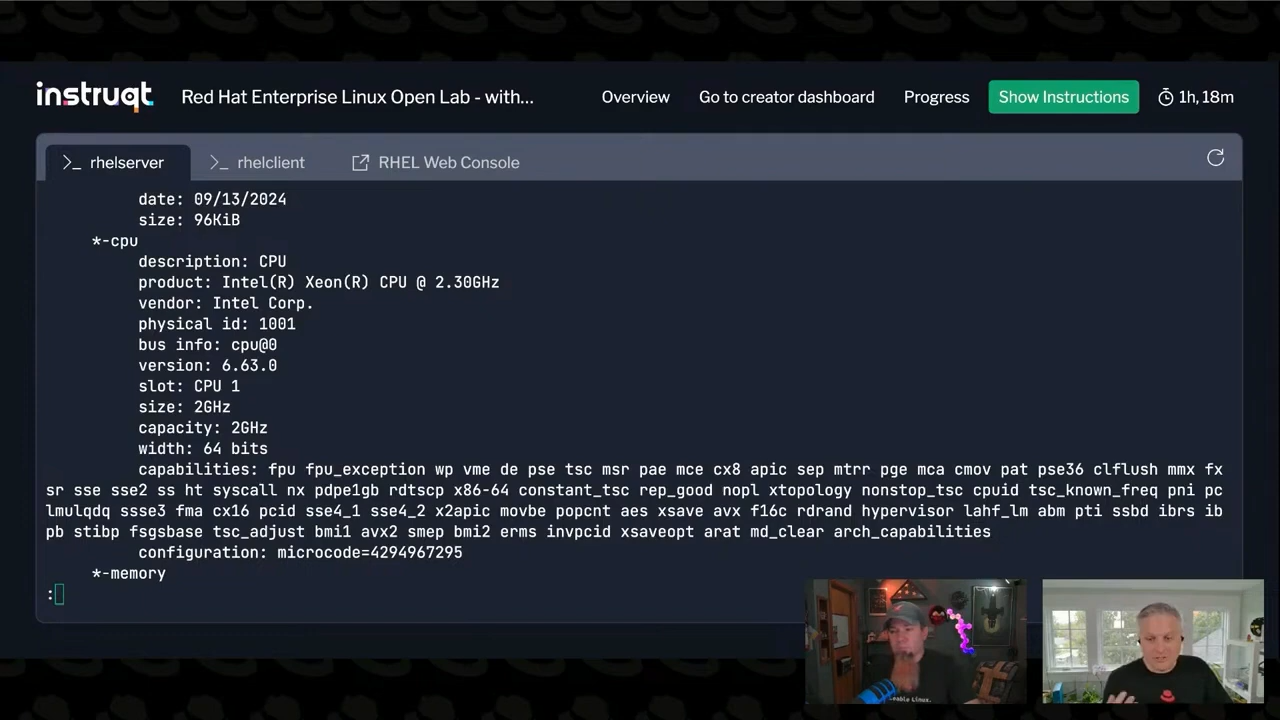 instruqt
Red Hat Enterprise Linux Open Lab - with...
Overview
Go to creator dashboard
Progress
Show Instructions
1h, 18m
>_ rhelserver
>_ rhelclient
RHEL Web Console
date: 09/13/2024
size: 96KiB
*-cpu
description: CPU
product: Intel(R) Xeon(R) CPU @ 2.30GHz
vendor: Intel Corp.
physical id: 1001
bus info: cpu@0
version: 6.63.0
slot: CPU 1
size: 2GHz
capacity: 2GHz
width: 64 bits
capabilities: fpu fpu_exception wp vme de pse tsc msr pae mce cx8 apic sep mtrr pge mca cmov pat pse36 clflush mmx fx
sr sse sse2 ss ht syscall nx pdpe1gb rdtscp x86-64 constant_tsc rep_good nopl xtopology nonstop_tsc cpuid tsc_known_freq pni pc
lmulqdq ssse3 fma cx16 pcid sse4_1 sse4_2 x2apic movbe popcnt aes xsave avx f16c rdrand hypervisor lahf_lm abm pti ssbd ibrs ib
pb stibp fsgsbase tsc_adjust bmi1 avx2 smep bmi2 erms invpcid xsaveopt arat md_clear arch_capabilities
configuration: microcode=4294967295
*-memory
:
Linux.